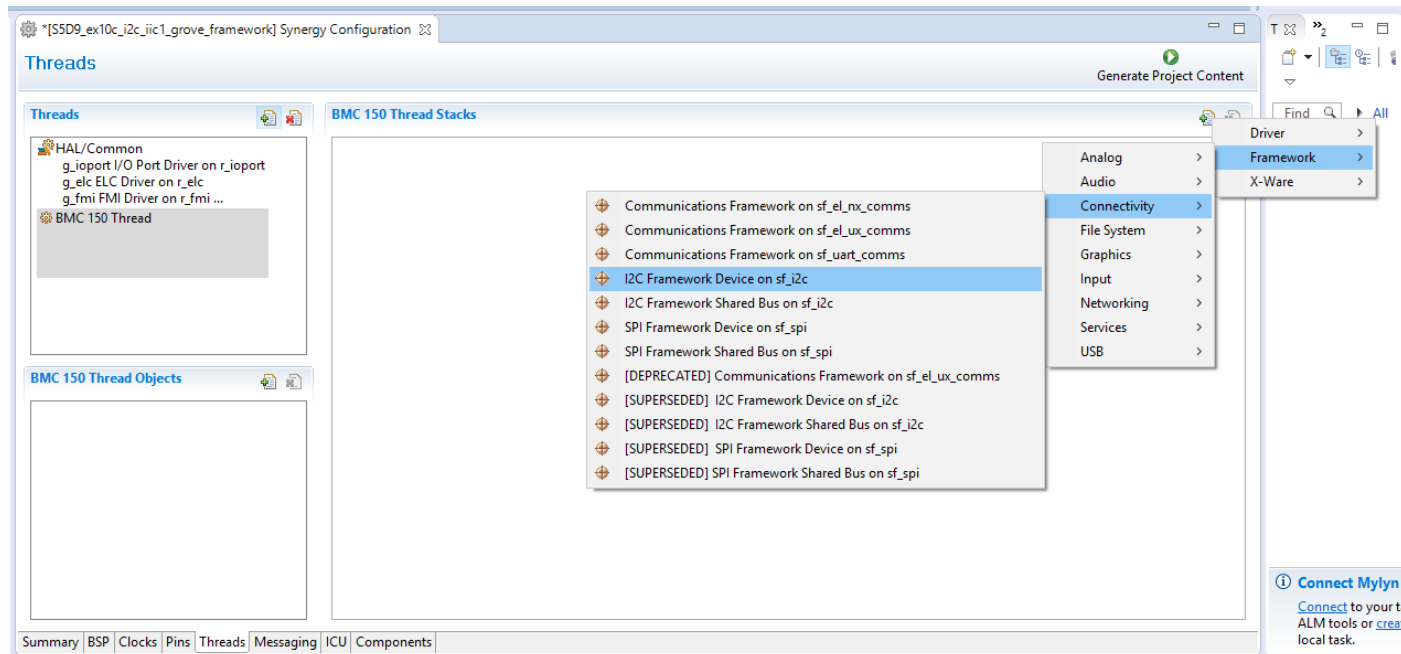 *[S5D9_ex10c_i2c_iic1_grove_framework] Synergy Configuration
T
»2
Threads
Generate Project Content
Threads
BMC 150 Thread Stacks
Find
All
HAL/Common
g_ioport I/O Port Driver on r_ioport
g_elc ELC Driver on r_elc
g_fmi FMI Driver on r_fmi ...
BMC 150 Thread
Driver
Framework
X-Ware
Analog
Audio
Connectivity
File System
Graphics
Input
Networking
Services
USB
Communications Framework on sf_el_nx_comms
Communications Framework on sf_el_ux_comms
Communications Framework on sf_uart_comms
I2C Framework Device on sf_i2c
I2C Framework Shared Bus on sf_i2c
SPI Framework Device on sf_spi
SPI Framework Shared Bus on sf_spi
[DEPRECATED] Communications Framework on sf_el_ux_comms
[SUPERSEDED]  I2C Framework Device on sf_i2c
[SUPERSEDED]  I2C Framework Shared Bus on sf_i2c
[SUPERSEDED]  SPI Framework Device on sf_spi
[SUPERSEDED] SPI Framework Shared Bus on sf_spi
BMC 150 Thread Objects
Connect Mylyn
Connect to your t
ALM tools or crea
local task.
Summary BSP Clocks Pins Threads Messaging ICU Components